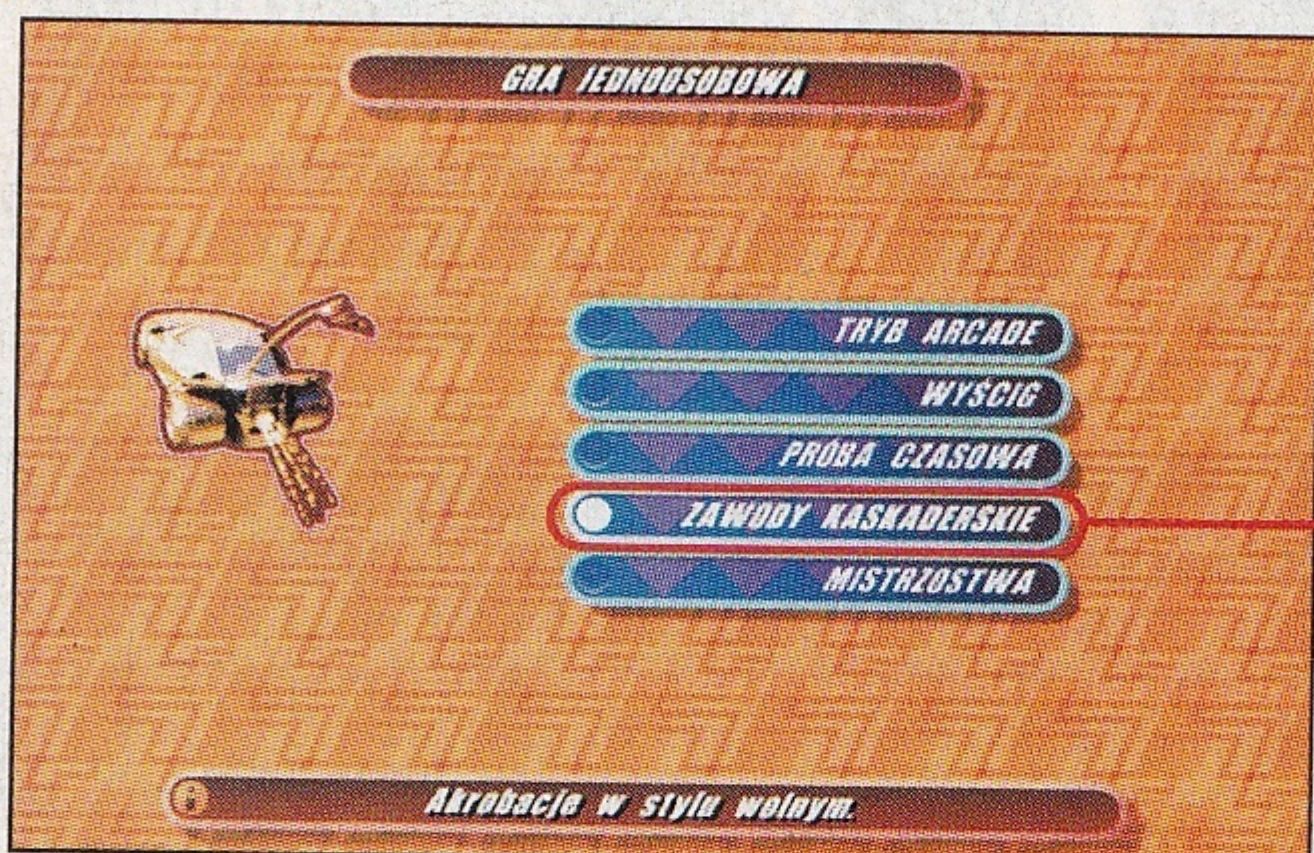 GRA JEDNOOSOBOWA
TRYB ARCADE
WYŚCIG
PRÓBA CZASOWA
ZAWODY KASKADERSKIE
MISTRZOSTWA
Akrobacje w stylu wolnym.